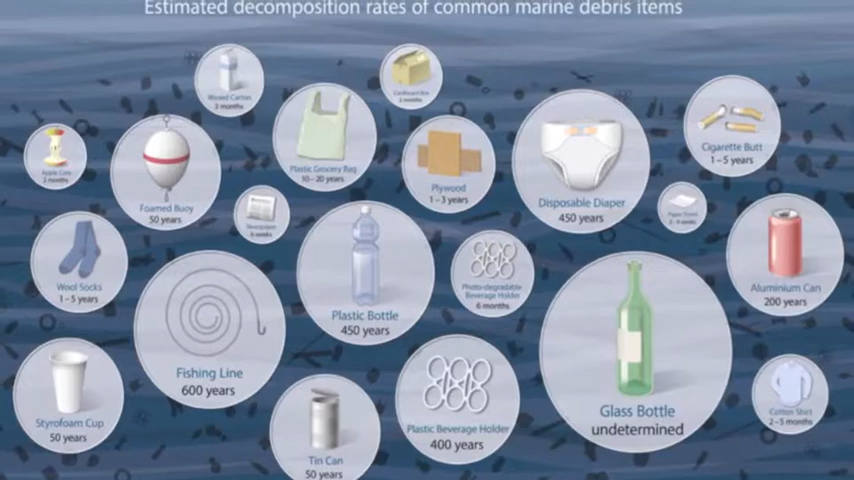 Estimated decomposition rates of common marine debris items
Waxed Carton
3 months
Cardboard Box
2 months
Apple Core
2 months
Foamed Buoy
50 years
Plastic Grocery Bag
10–20 years
Plywood
1–3 years
Disposable Diaper
450 years
Cigarette Butt
1–5 years
Newspaper
6 weeks
Paper Towel
2–4 weeks
Wool Socks
1–5 years
Fishing Line
600 years
Plastic Bottle
450 years
Photo-degradable
Beverage Holder
6 months
Glass Bottle
undetermined
Aluminium Can
200 years
Styrofoam Cup
50 years
Tin Can
50 years
Plastic Beverage Holder
400 years
Cotton Shirt
2–5 months